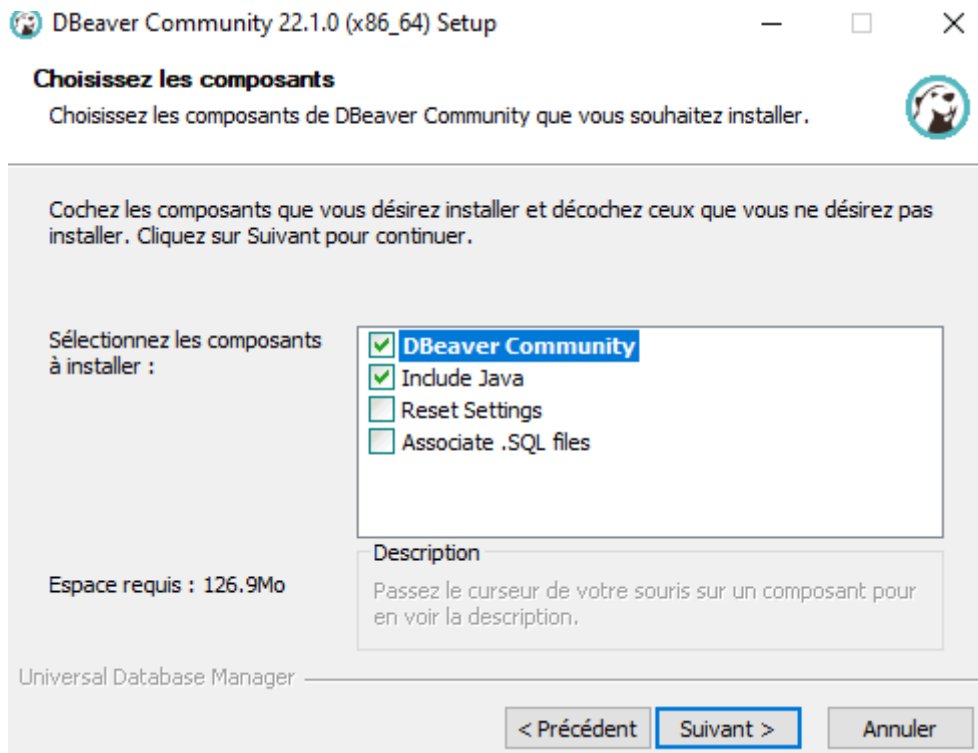 DBeaver Community 22.1.0 (x86_64) Setup
Choisissez les composants
Choisissez les composants de DBeaver Community que vous souhaitez installer.
Cochez les composants que vous désirez installer et décochez ceux que vous ne désirez pas
installer. Cliquez sur Suivant pour continuer.
Sélectionnez les composants
à installer :
DBeaver Community
Include Java
Reset Settings
Associate .SQL files
Espace requis : 126.9Mo
Description
Passez le curseur de votre souris sur un composant pour
en voir la description.
Universal Database Manager
< Précédent
Suivant >
Annuler